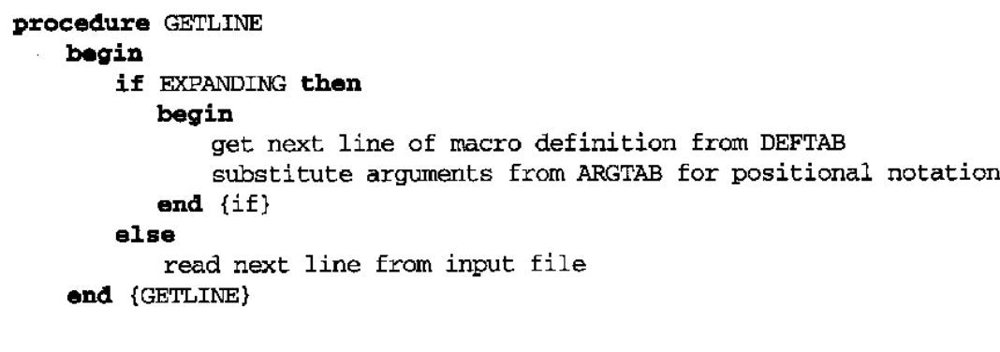 procedure GETLINE
begin
if EXPANDING then
begin
get next line of macro definition from DEFTAB
substitute arguments from ARGTAB for positional notation
end {if}
else
read next line from input file
end {GETLINE}